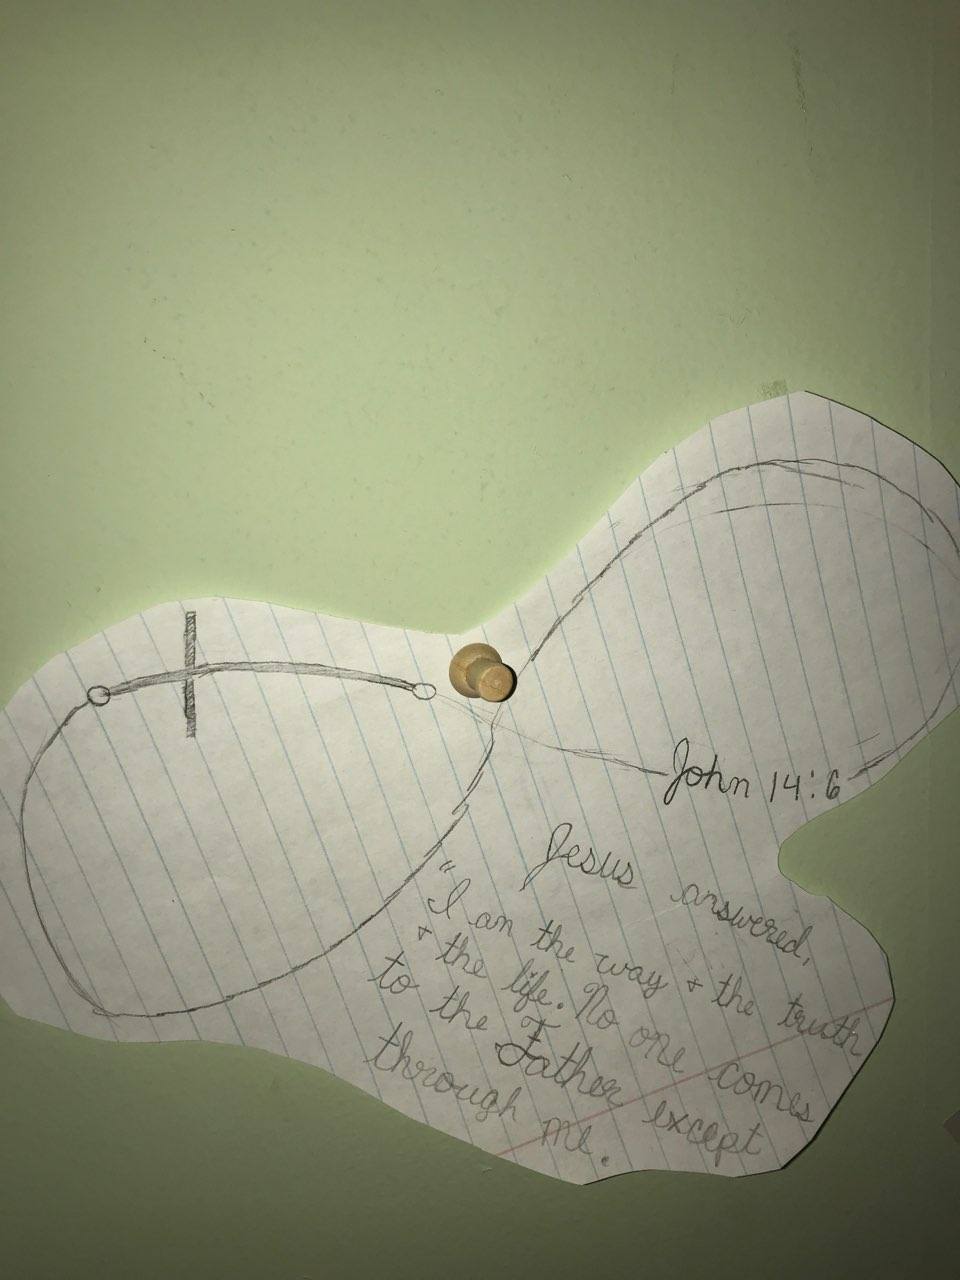 John 14:6
Jesus answered,
"I am the way & the truth
& the life. No one comes
to the Father except
through me.